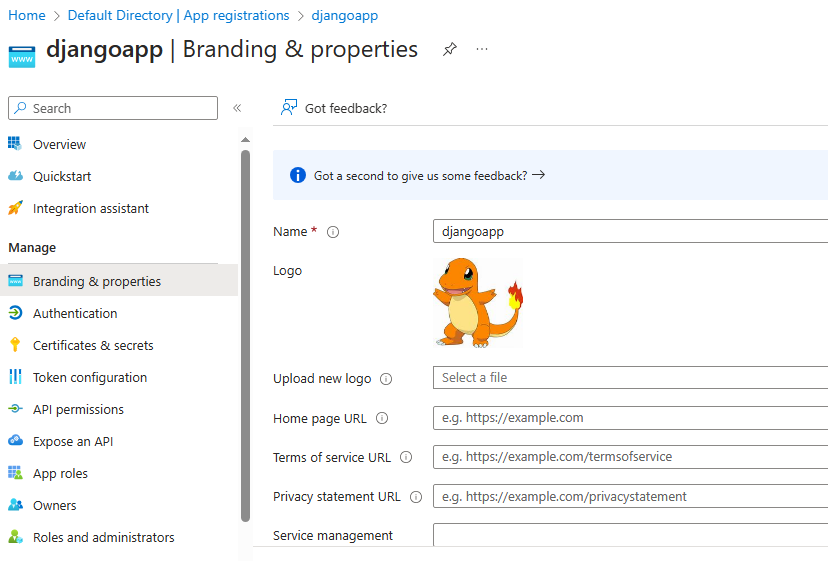 Home > Default Directory | App registrations > djangoapp
www
djangoapp | Branding & properties
...
Search
«
Got feedback?
Overview
Quickstart
Got a second to give us some feedback? →
Integration assistant
Name *
djangoapp
Manage
Logo
www
Branding & properties
Authentication
Certificates & secrets
Token configuration
Upload new logo
Select a file
API permissions
Home page URL
e.g. https://example.com
Expose an API
Terms of service URL
e.g. https://example.com/termsofservice
App roles
Privacy statement URL
e.g. https://example.com/privacystatement
Owners
Roles and administrators
Service management